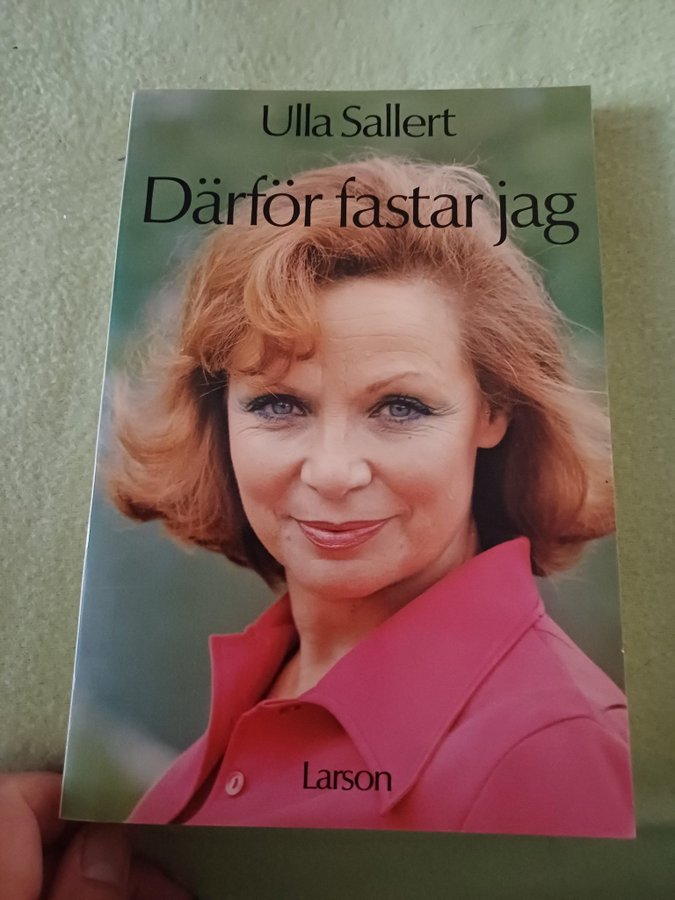 Ulla Sallert
Därför fastar jag
Larson